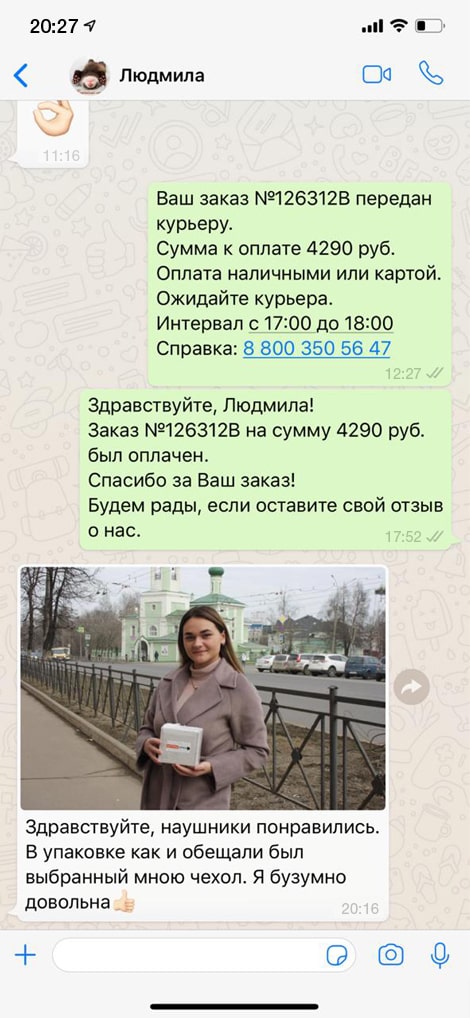 20:27
Людмила
11:16
Ваш заказ №126312В передан
курьеру.
Сумма к оплате 4290 руб.
Оплата наличными или картой.
Ожидайте курьера.
Интервал с 17:00 до 18:00
Справка: 8 800 350 56 47
12:27
Здравствуйте, Людмила!
Заказ №126312В на сумму 4290 руб.
был оплачен.
Спасибо за Ваш заказ!
Будем рады, если оставите свой отзыв
о нас.
17:52
Здравствуйте, наушники понравились.
В упаковке как и обещали был
выбранный мною чехол. Я бузумно
довольна👍🏻
20:16